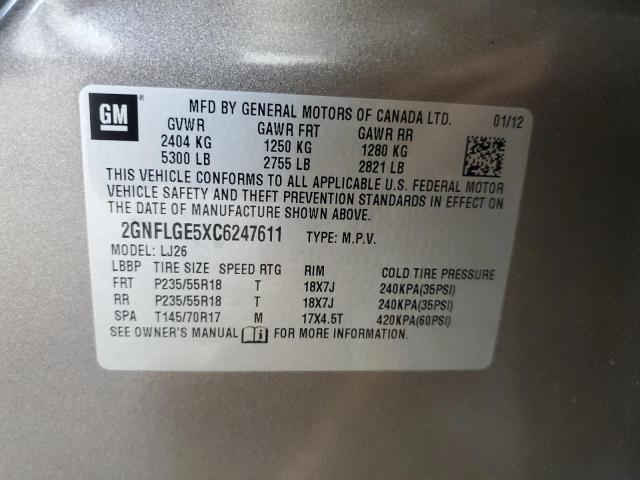 GM ®
MFD BY GENERAL MOTORS OF CANADA LTD. 01/12
GVWR GAWR FRT GAWR RR
2404 KG 1250 KG 1280 KG
5300 LB 2755 LB 2821 LB
THIS VEHICLE CONFORMS TO ALL APPLICABLE U.S. FEDERAL MOTOR
VEHICLE SAFETY AND THEFT PREVENTION STANDARDS IN EFFECT ON
THE DATE OF MANUFACTURE SHOWN ABOVE.
2GNFLGE5XC6247611 TYPE: M.P.V.
MODEL: LJ26
LBBP TIRE SIZE SPEED RTG RIM COLD TIRE PRESSURE
FRT P235/55R18 T 18X7J 240KPA(35PSI)
RR P235/55R18 T 18X7J 240KPA(35PSI)
SPA T145/70R17 M 17X4.5T 420KPA(60PSI)
SEE OWNER'S MANUAL i FOR MORE INFORMATION.